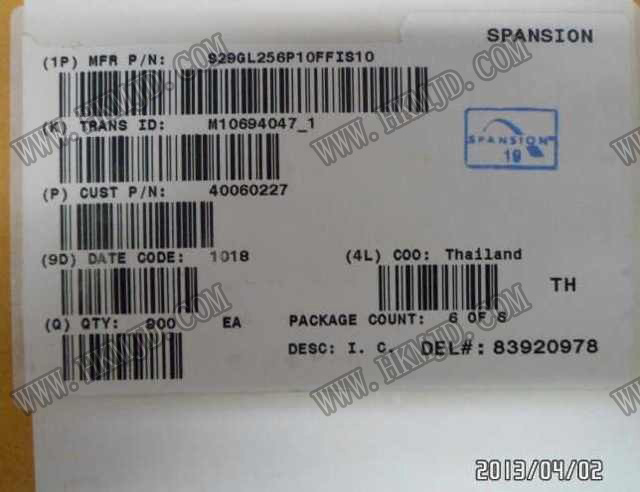 SPANSION
(1P) MFR P/N: S29GL256P10FFIS10
(K) TRANS ID: M10694047_1
SPANSION
19
(P) CUST P/N: 40060227
(9D) DATE CODE: 1018
(4L) COO: Thailand
TH
(Q) QTY: 900 EA
PACKAGE COUNT: 6 OF 8
DESC: I. C. DEL#: 83920978
WWW.HKMJD.COM
WWW.HKMJD.COM
WWW.HKMJD.COM
WWW.HKMJD.COM
WWW.HKMJD.COM
WWW.HKMJD.COM
2013/04/02